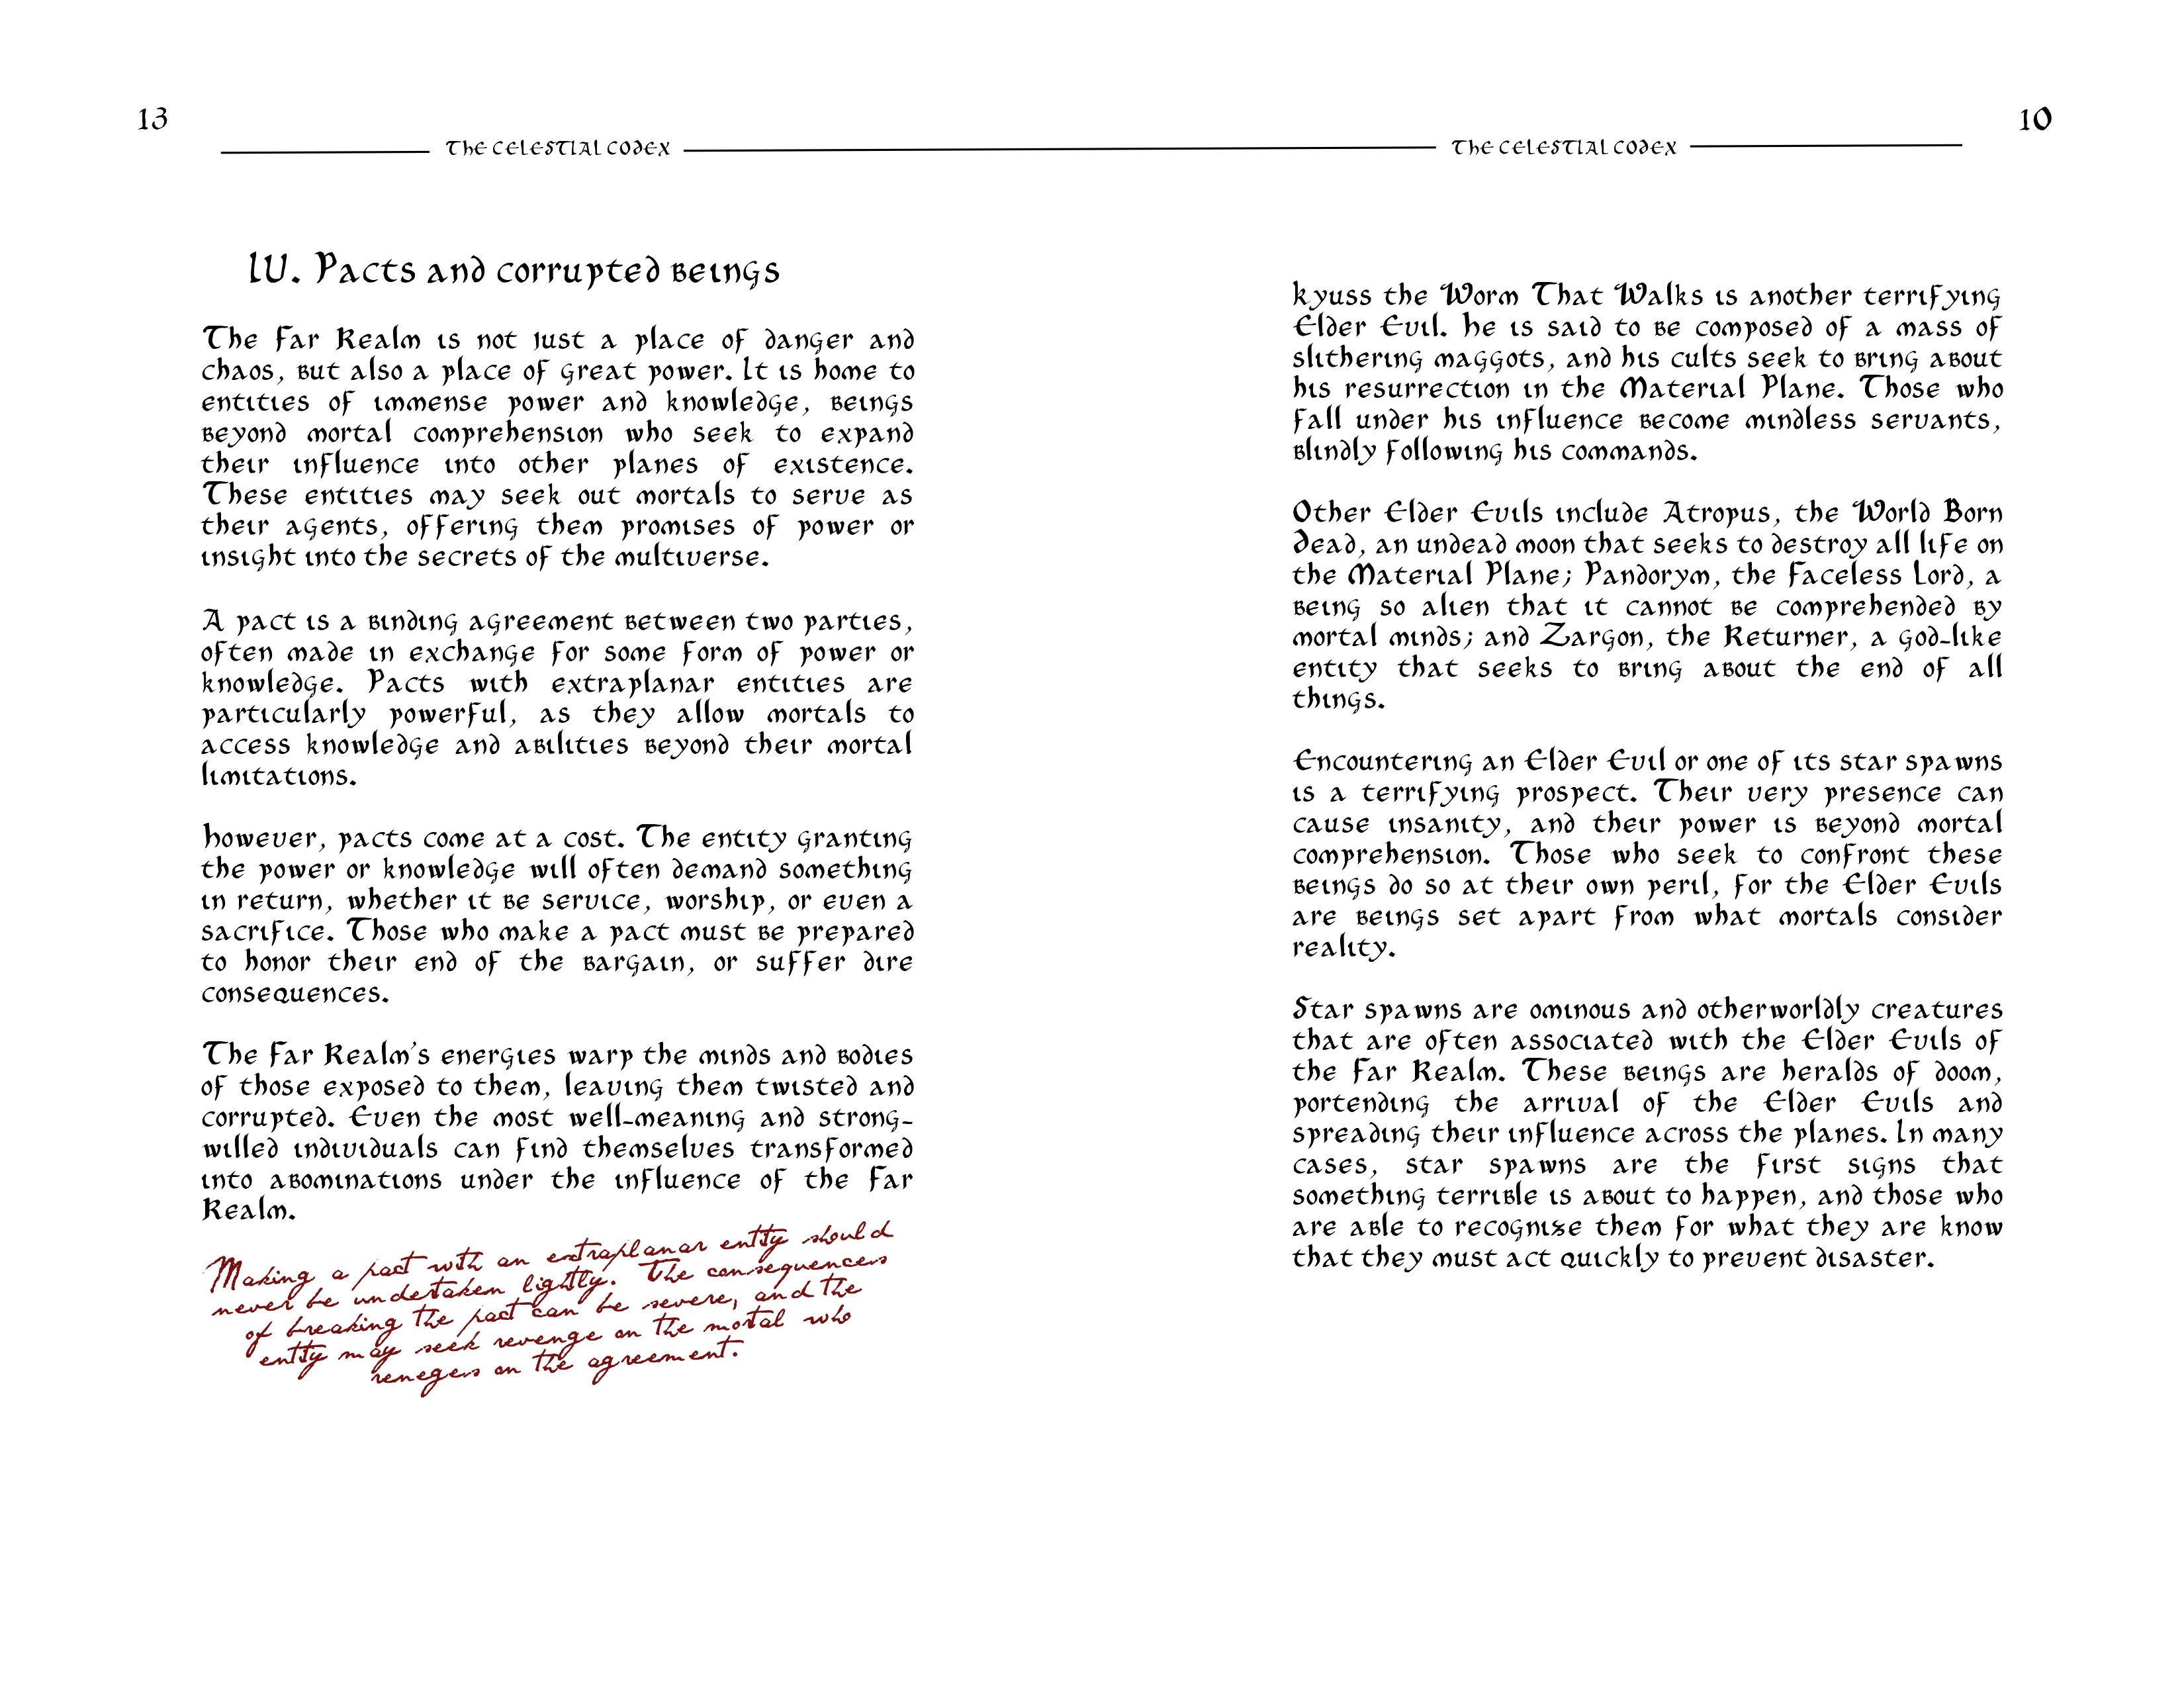 13
THE CELESTIAL CODEX
IV. Pacts and corrupted beings
The Far Realm is not just a place of danger and
chaos, but also a place of great power. It is home to
entities of immense power and knowledge, beings
beyond mortal comprehension who seek to expand
their influence into other planes of existence.
These entities may seek out mortals to serve as
their agents, offering them promises of power or
insight into the secrets of the multiverse.
A pact is a binding agreement between two parties,
often made in exchange for some form of power or
knowledge. Pacts with extraplanar entities are
particularly powerful, as they allow mortals to
access knowledge and abilities beyond their mortal
limitations.
However, pacts come at a cost. The entity granting
the power or knowledge will often demand something
in return, whether it be service, worship, or even a
sacrifice. Those who make a pact must be prepared
to honor their end of the bargain, or suffer dire
consequences.
The Far Realm's energies warp the minds and bodies
of those exposed to them, leaving them twisted and
corrupted. Even the most well-meaning and strong-
willed individuals can find themselves transformed
into abominations under the influence of the Far
Realm.
Making a pact with an extraplanar entity should
never be undertaken lightly. The consequences
of breaking the pact can be severe, and the
entity may seek revenge on the mortal who
reneges on the agreement.
10
THE CELESTIAL CODEX
Kyuss the Worm That Walks is another terrifying
Elder Evil. He is said to be composed of a mass of
slithering maggots, and his cults seek to bring about
his resurrection in the Material Plane. Those who
fall under his influence become mindless servants,
blindly following his commands.
Other Elder Evils include Atropus, the World Born
Dead, an undead moon that seeks to destroy all life on
the Material Plane; Pandorym, the Faceless Lord, a
being so alien that it cannot be comprehended by
mortal minds; and Zargon, the Returner, a god-like
entity that seeks to bring about the end of all
things.
Encountering an Elder Evil or one of its star spawns
is a terrifying prospect. Their very presence can
cause insanity, and their power is beyond mortal
comprehension. Those who seek to confront these
beings do so at their own peril, for the Elder Evils
are beings set apart from what mortals consider
reality.
Star spawns are ominous and otherworldly creatures
that are often associated with the Elder Evils of
the Far Realm. These beings are heralds of doom,
portending the arrival of the Elder Evils and
spreading their influence across the planes. In many
cases, star spawns are the first signs that
something terrible is about to happen, and those who
are able to recognize them for what they are know
that they must act quickly to prevent disaster.